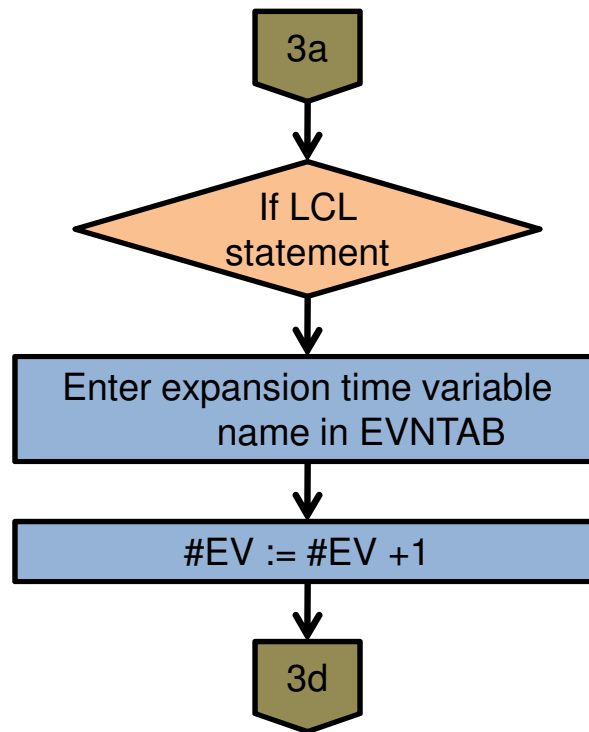 3a
If LCL
statement
Enter expansion time variable
name in EVNTAB
#EV := #EV +1
3d